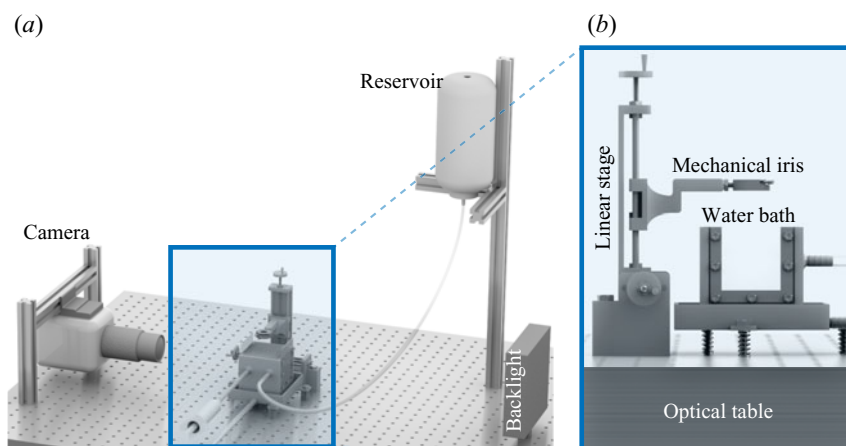 (a)
(b)
Reservoir
Camera
Backlight
Linear stage
Mechanical iris
Water bath
Optical table